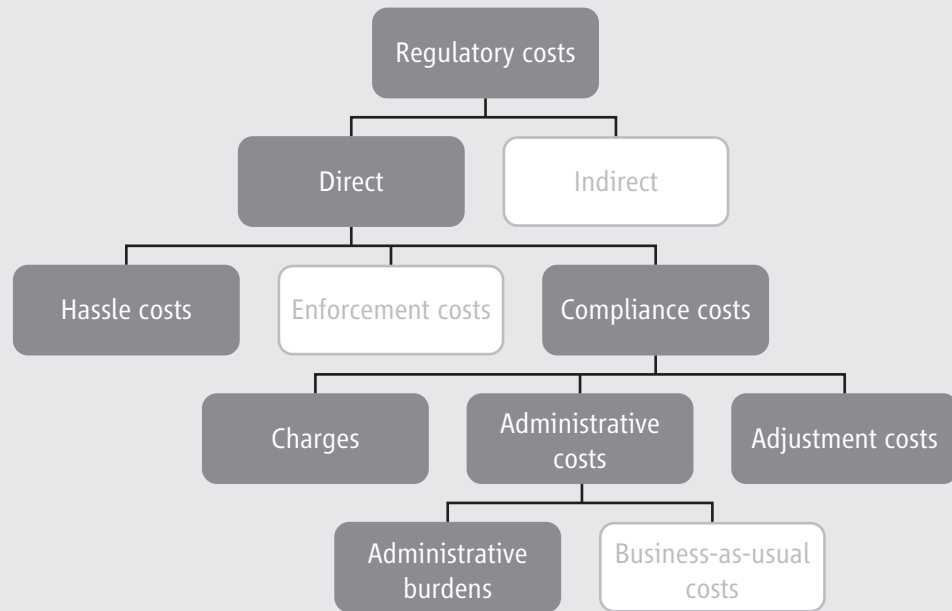 Regulatory costs
Direct
Indirect
Hassle costs
Enforcement costs
Compliance costs
Charges
Administrative
costs
Adjustment costs
Administrative
burdens
Business-as-usual
costs